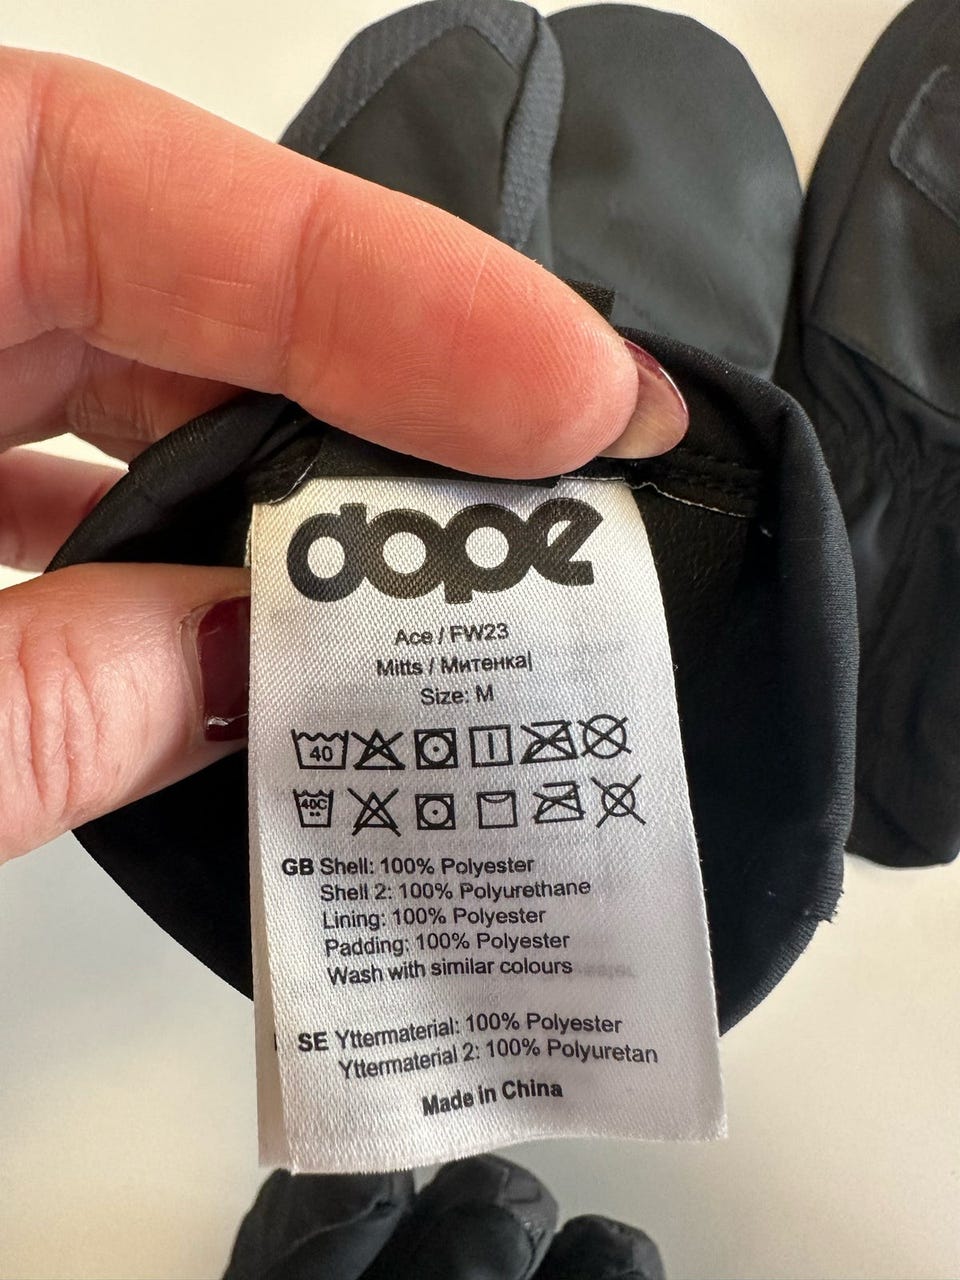 dope
Ace / FW23
Mitts / Митенка|
Size: M
40
40C
GB Shell: 100% Polyester
Shell 2: 100% Polyurethane
Lining: 100% Polyester
Padding: 100% Polyester
Wash with similar colours
SE Yttermaterial: 100% Polyester
Yttermaterial 2: 100% Polyuretan
Made in China